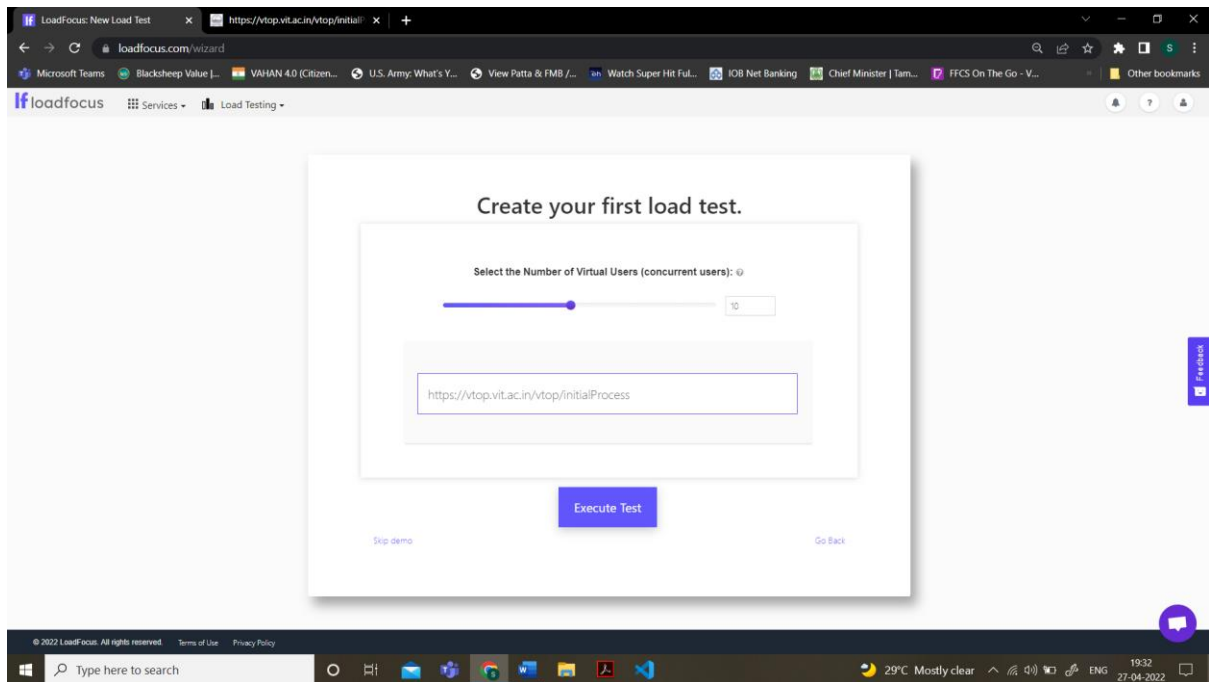 LoadFocus: New Load Test
https://vtop.vit.ac.in/vtop/initialP
loadfocus.com/wizard
Microsoft Teams Blacksheep Value |... VAHAN 4.0 (Citizen... U.S. Army: What's Y... View Patta & FMB /... Watch Super Hit Ful... IOB Net Banking Chief Minister | Tam... FFCS On The Go - V... Other bookmarks
lf loadfocus Services Load Testing
Create your first load test.
Select the Number of Virtual Users (concurrent users):
10
https://vtop.vit.ac.in/vtop/initialProcess
Feedback
Execute Test
Skip demo Go Back
© 2022 LoadFocus. All rights reserved. Terms of Use Privacy Policy
Type here to search 29°C Mostly clear ENG 19:32
27-04-2022